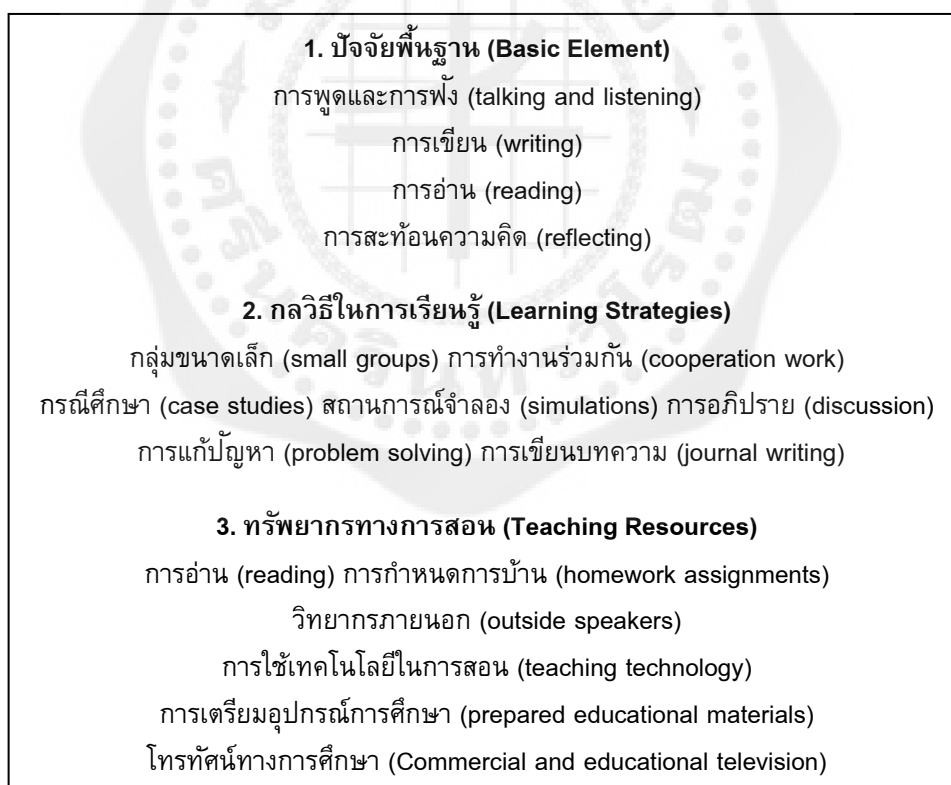 1. ปัจจัยพื้นฐาน (Basic Element)
การพูดและการฟัง (talking and listening)
การเขียน (writing)
การอ่าน (reading)
การสะท้อนความคิด (reflecting)
2. กลวิธีในการเรียนรู้ (Learning Strategies)
กลุ่มขนาดเล็ก (small groups) การทำงานร่วมกัน (cooperation work)
กรณีศึกษา (case studies) สถานการณ์จำลอง (simulations) การอภิปราย (discussion)
การแก้ปัญหา (problem solving) การเขียนบทความ (journal writing)
3. ทรัพยากรทางการสอน (Teaching Resources)
การอ่าน (reading) การกำหนดการบ้าน (homework assignments)
วิทยากรภายนอก (outside speakers)
การใช้เทคโนโลยีในการสอน (teaching technology)
การเตรียมอุปกรณ์การศึกษา (prepared educational materials)
โทรทัศน์ทางการศึกษา (Commercial and educational television)